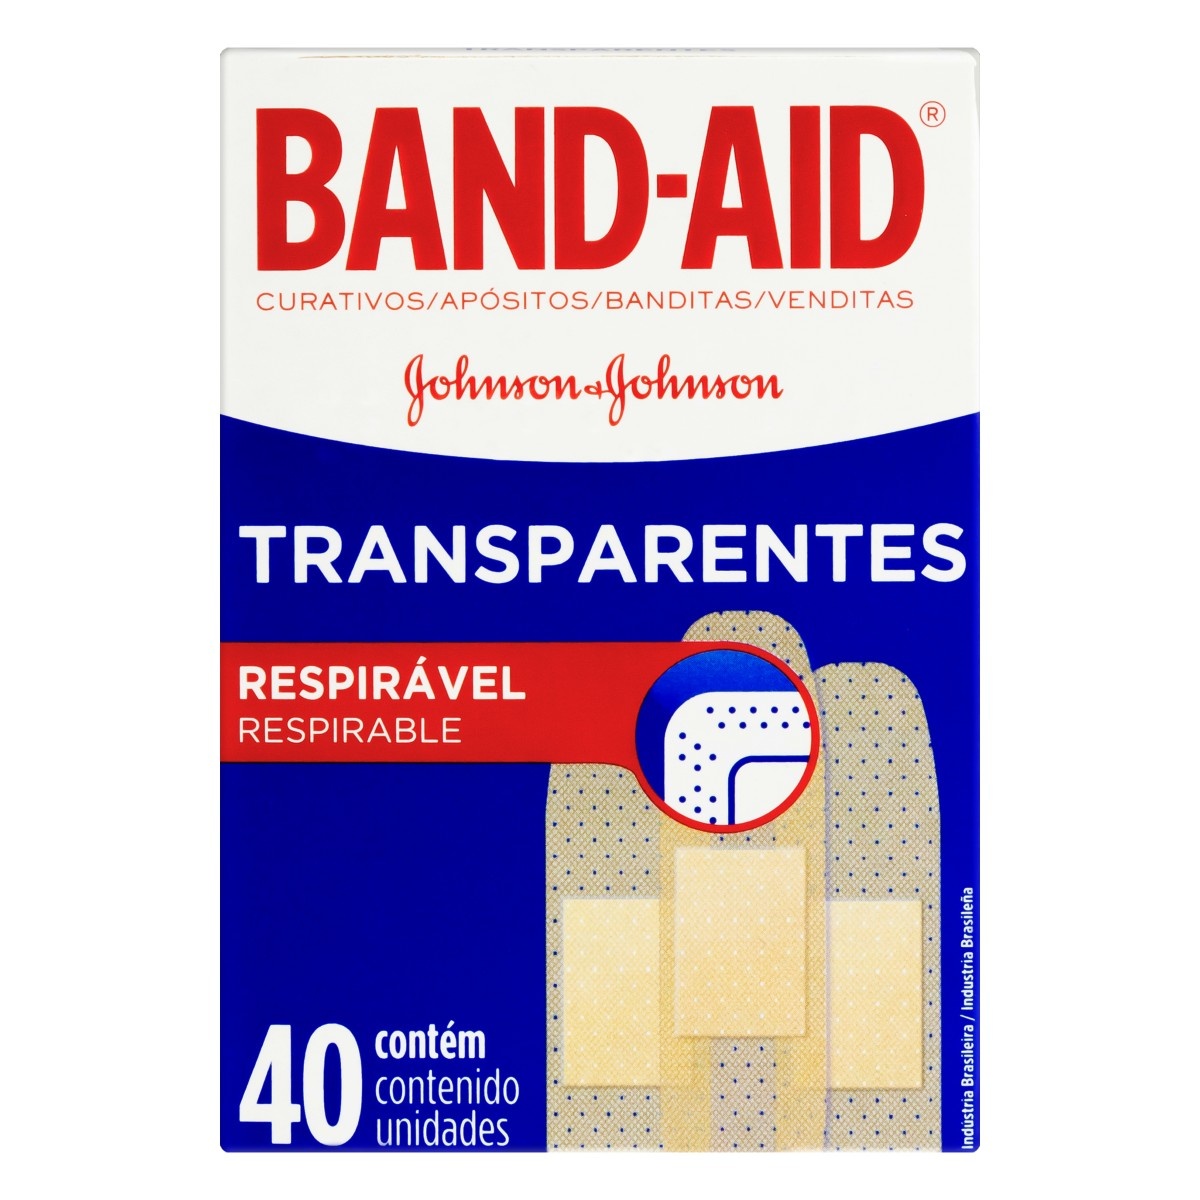 TRANSPARENTES
BAND-AID®
CURATIVOS/APÓSITOS/BANDITAS/VENDITAS
Johnson & Johnson
TRANSPARENTES
RESPIRÁVEL
RESPIRABLE
40 contém
contenido
unidades
Indústria Brasileira / Industria Brasileña